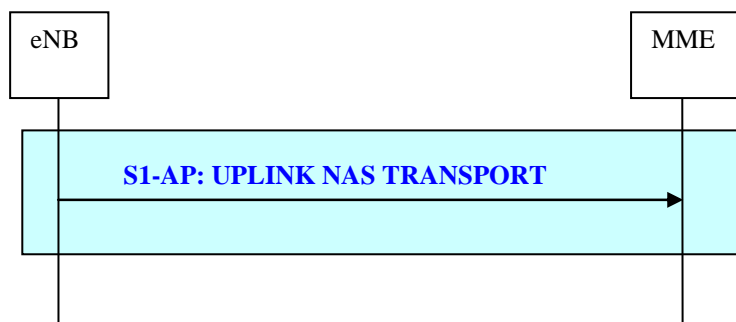 eNB
MME
S1-AP: UPLINK NAS TRANSPORT